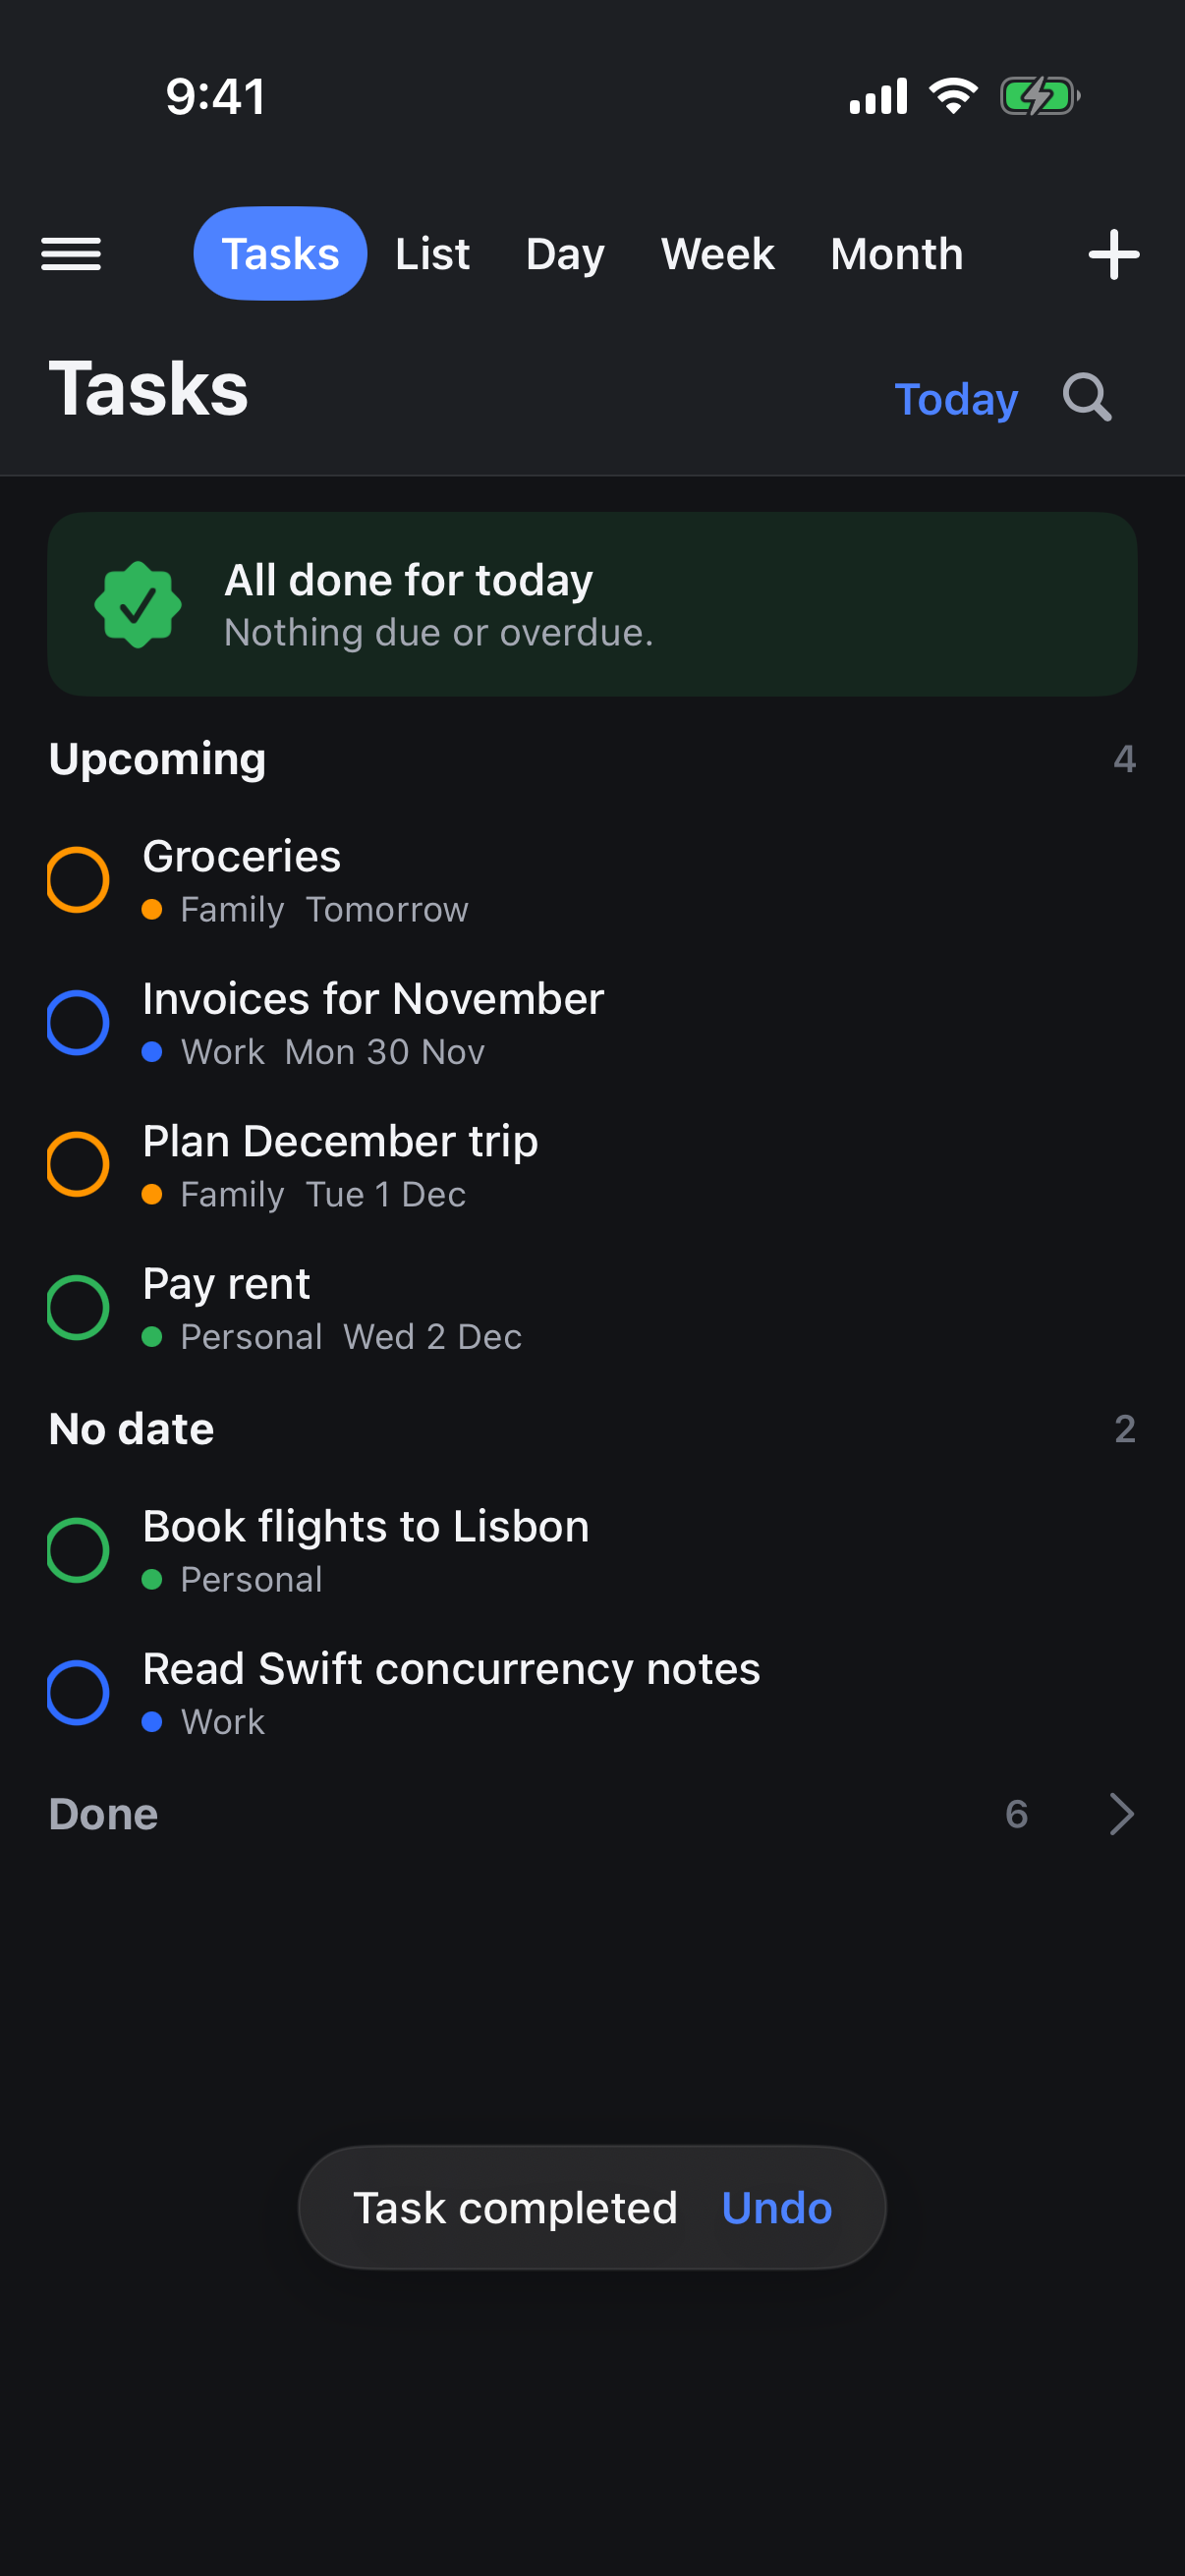 9:41
Tasks List Day Week Month
Tasks
Today
All done for today
Nothing due or overdue.
Upcoming 4
Groceries
Family Tomorrow
Invoices for November
Work Mon 30 Nov
Plan December trip
Family Tue 1 Dec
Pay rent
Personal Wed 2 Dec
No date 2
Book flights to Lisbon
Personal
Read Swift concurrency notes
Work
Done 6
Task completed Undo